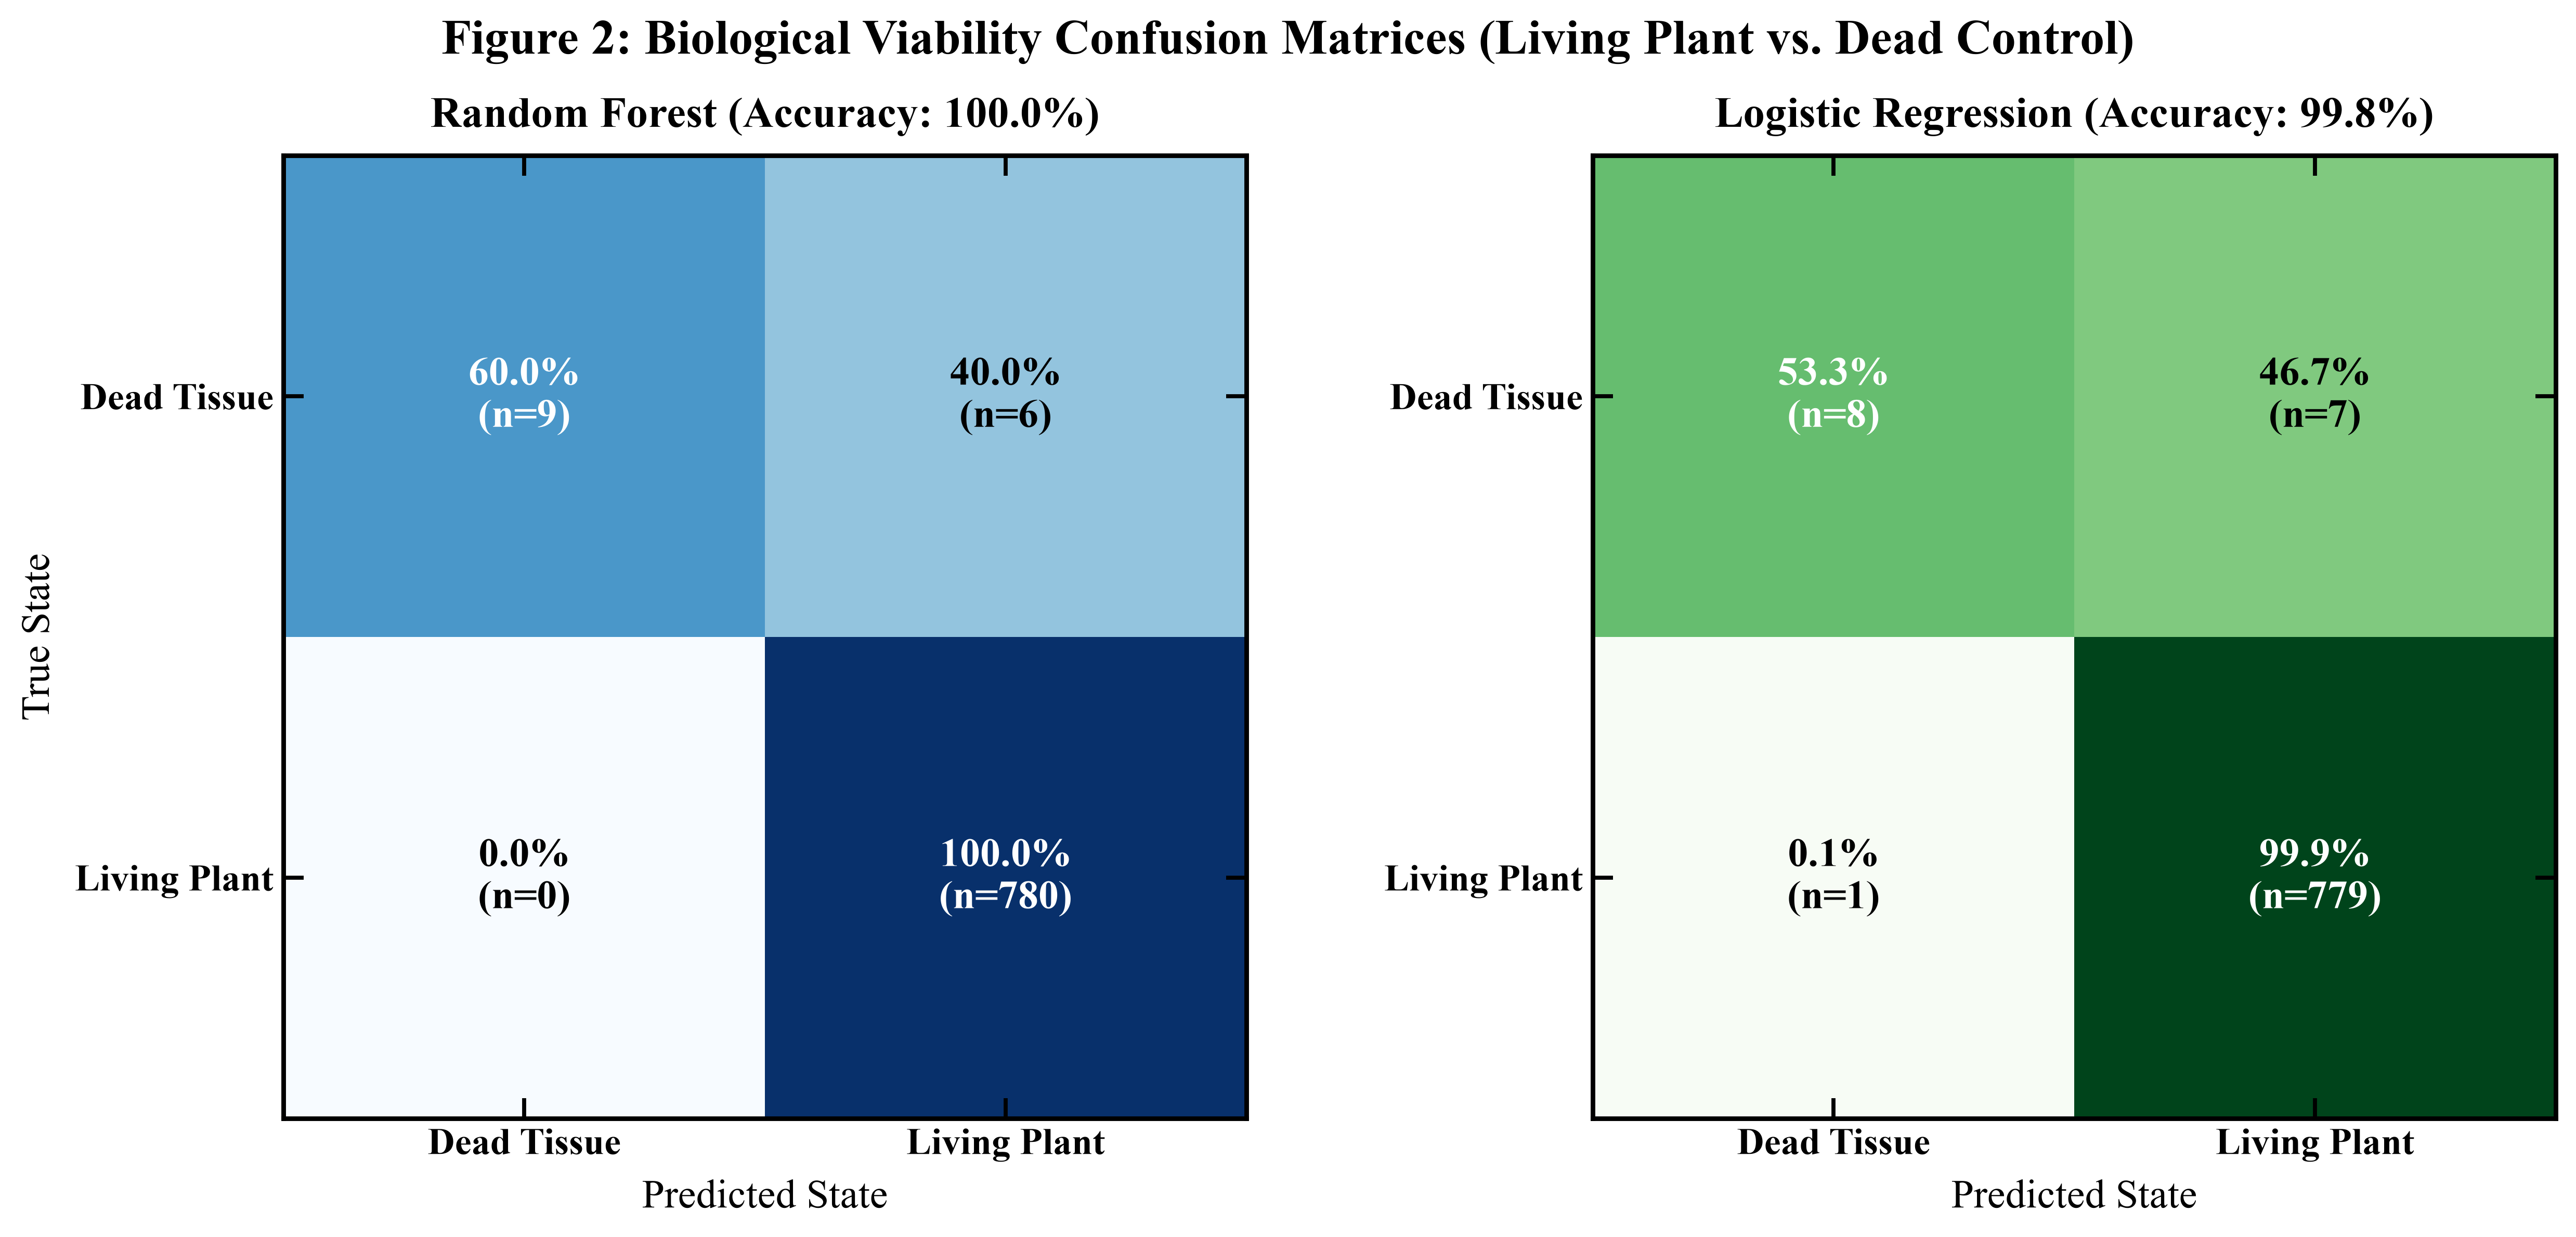 Figure 2: Biological Viability Confusion Matrices (Living Plant vs. Dead Control)
Random Forest (Accuracy: 100.0%)
True State
Dead Tissue
60.0%
(n=9)
40.0%
(n=6)
Living Plant
0.0%
(n=0)
100.0%
(n=780)
Dead Tissue
Living Plant
Predicted State
Logistic Regression (Accuracy: 99.8%)
Dead Tissue
53.3%
(n=8)
46.7%
(n=7)
Living Plant
0.1%
(n=1)
99.9%
(n=779)
Dead Tissue
Living Plant
Predicted State